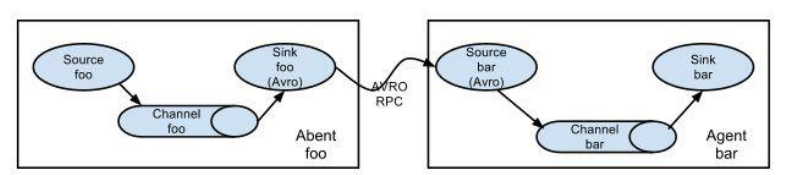 Source
foo
Channel
foo
Sink
foo
(Avro)
Abent
foo
AVRO
RPC
Source
bar
(Avro)
Channel
bar
Sink
bar
Agent
bar